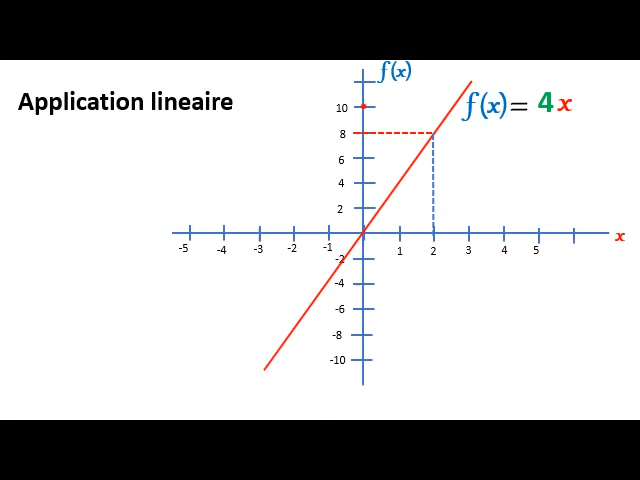 f(x)
Application lineaire
f(x) = 4x
10
8
6
4
2
x
-5 -4 -3 -2 -1 1 2 3 4 5
-2
-4
-6
-8
-10